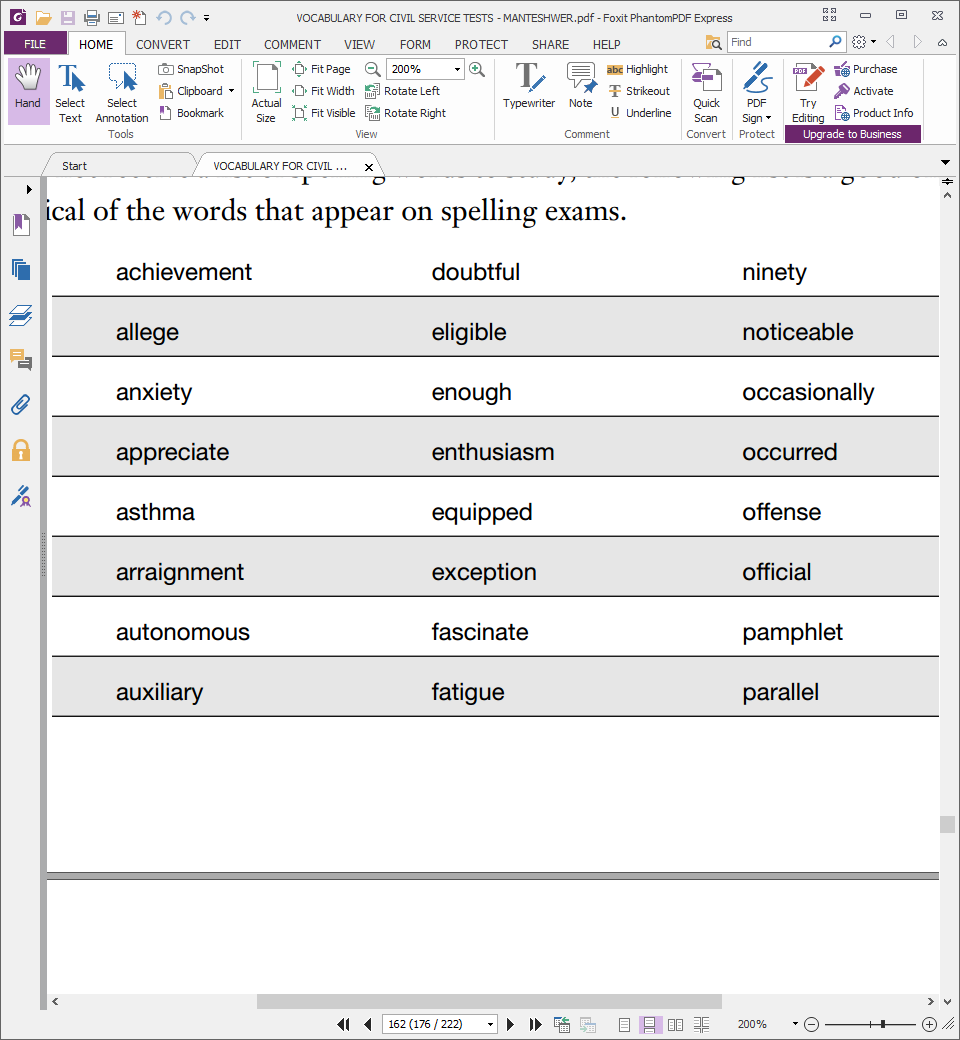 VOCABULARY FOR CIVIL SERVICE TESTS - MANTESHWER.pdf - Foxit PhantomPDF Express
FILE HOME CONVERT EDIT COMMENT VIEW FORM PROTECT SHARE HELP Find
Hand
Select Text
Select Annotation
SnapShot
Clipboard
Bookmark
Tools
Actual Size
Fit Page
Fit Width
Fit Visible
200%
Rotate Left
Rotate Right
View
Typewriter
Note
abc Highlight
Strikeout
Underline
Comment
Quick Scan
Convert
PDF Sign
Protect
PDF
Try Editing
Purchase
Activate
Product Info
Upgrade to Business
Start
VOCABULARY FOR CIVIL ...
ical of the words that appear on spelling exams.
achievement doubtful ninety
allege eligible noticeable
anxiety enough occasionally
appreciate enthusiasm occurred
asthma equipped offense
arraignment exception official
autonomous fascinate pamphlet
auxiliary fatigue parallel
162 (176 / 222)
200%